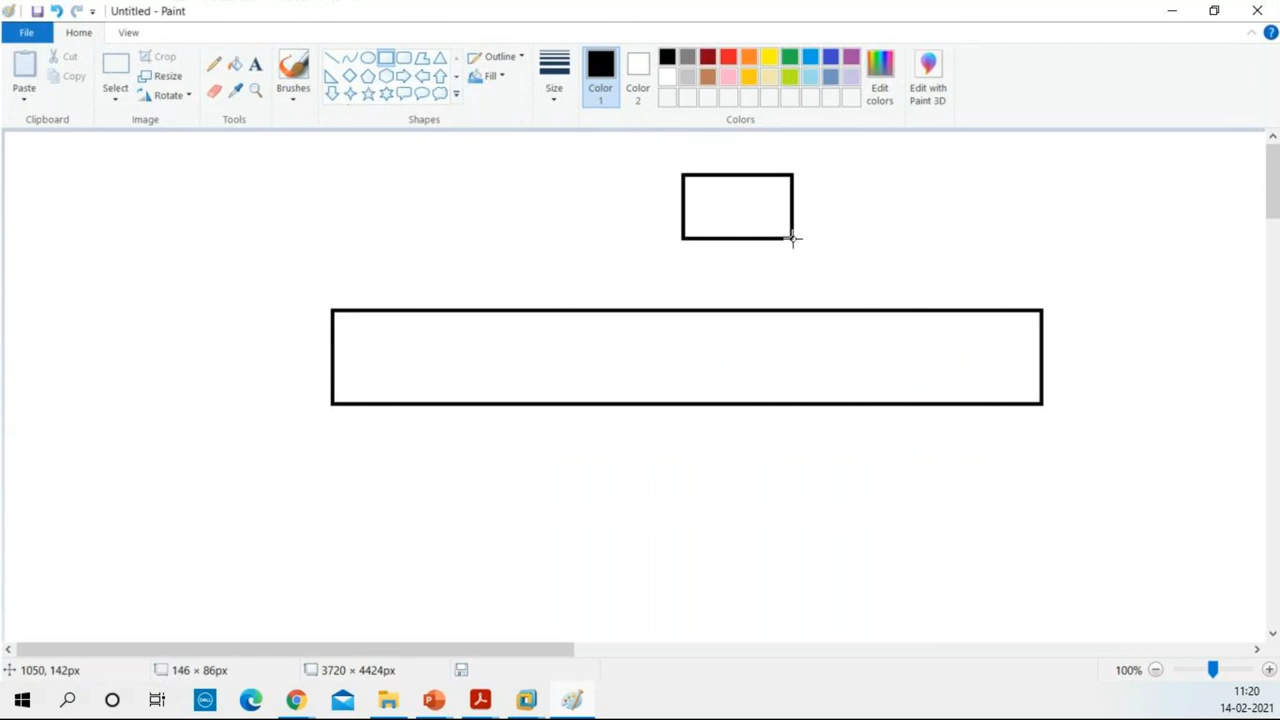 Untitled - Paint
File Home View
Paste Cut Copy
Select Crop Resize Rotate
Brushes
Outline
Fill
Size
Color 1
Color 2
Edit colors
Edit with Paint 3D
Clipboard Image Tools Shapes Colors
1050, 142px 146 × 86px 3720 × 4424px 100%
DELL
11:20
14-02-2021